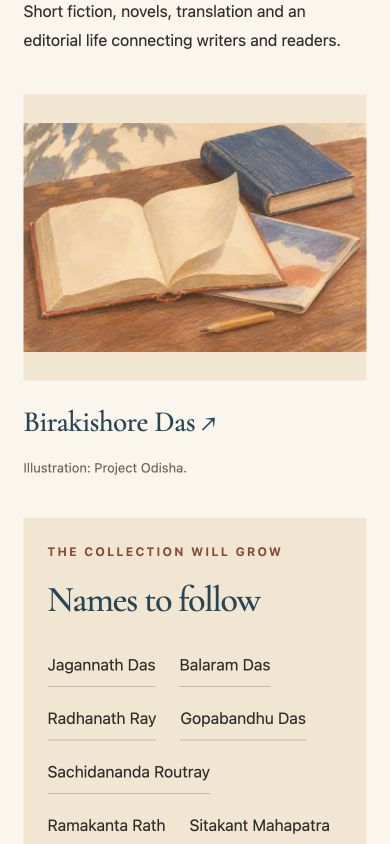 Short fiction, novels, translation and an
editorial life connecting writers and readers.
Birakishore Das ↗
Illustration: Project Odisha.
THE COLLECTION WILL GROW
Names to follow
Jagannath Das Balaram Das
Radhanath Ray Gopabandhu Das
Sachidananda Routray
Ramakanta Rath Sitakant Mahapatra